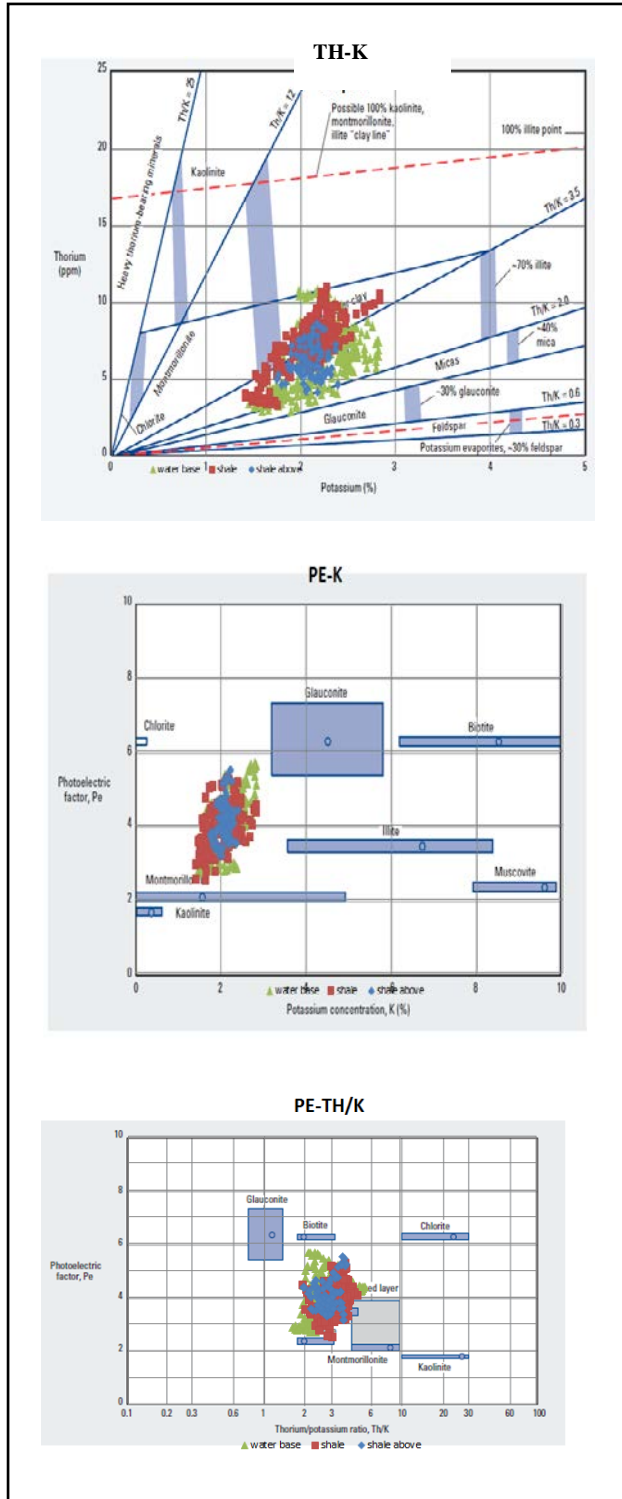 TH-K
25
20
15
10
5
0
Thorium
(ppm)
Heavy thorium-bearing minerals
Th/K = 25
Th/K = 12
Kaolinite
Possible 100% kaolinite,
montmorillonite,
illite "clay line"
100% illite point
Th/K = 3.5
~70% illite
Montmorillonite
clay
Th/K = 2.0
~40%
mica
Micas
Chlorite
Glauconite
~30% glauconite
Th/K = 0.6
Feldspar
Th/K = 0.3
Potassium evaporites, ~30% feldspar
0 1 2 3 4 5
water base shale shale above
Potassium (%)
PE-K
10
8
6
4
2
0
Photoelectric
factor, Pe
Glauconite
Chlorite
Biotite
Illite
Montmorillo
Muscovite
Kaolinite
0 2 4 6 8 10
water base shale shale above
Potassium concentration, K (%)
PE-TH/K
10
8
6
4
2
0
Photoelectric
factor, Pe
Glauconite
Biotite
Chlorite
ed layer
Montmorillonite
Kaolinite
0.1 0.2 0.3 0.6 1 2 3 6 10 20 30 60 100
Thorium/potassium ratio, Th/K
water base shale shale above